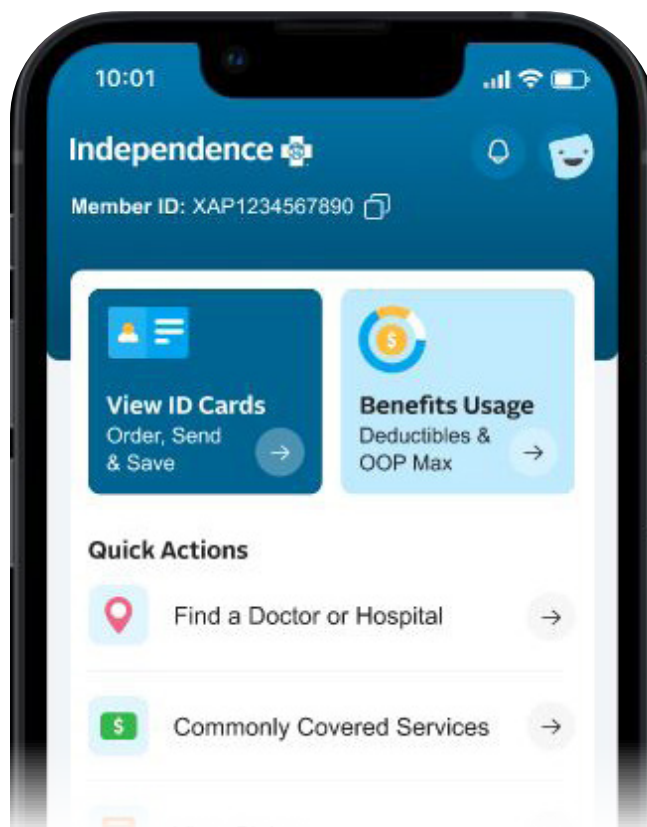 10:01
Independence
Member ID: XAP1234567890
View ID Cards
Order, Send
& Save
Benefits Usage
Deductibles &
OOP Max
Quick Actions
Find a Doctor or Hospital
Commonly Covered Services